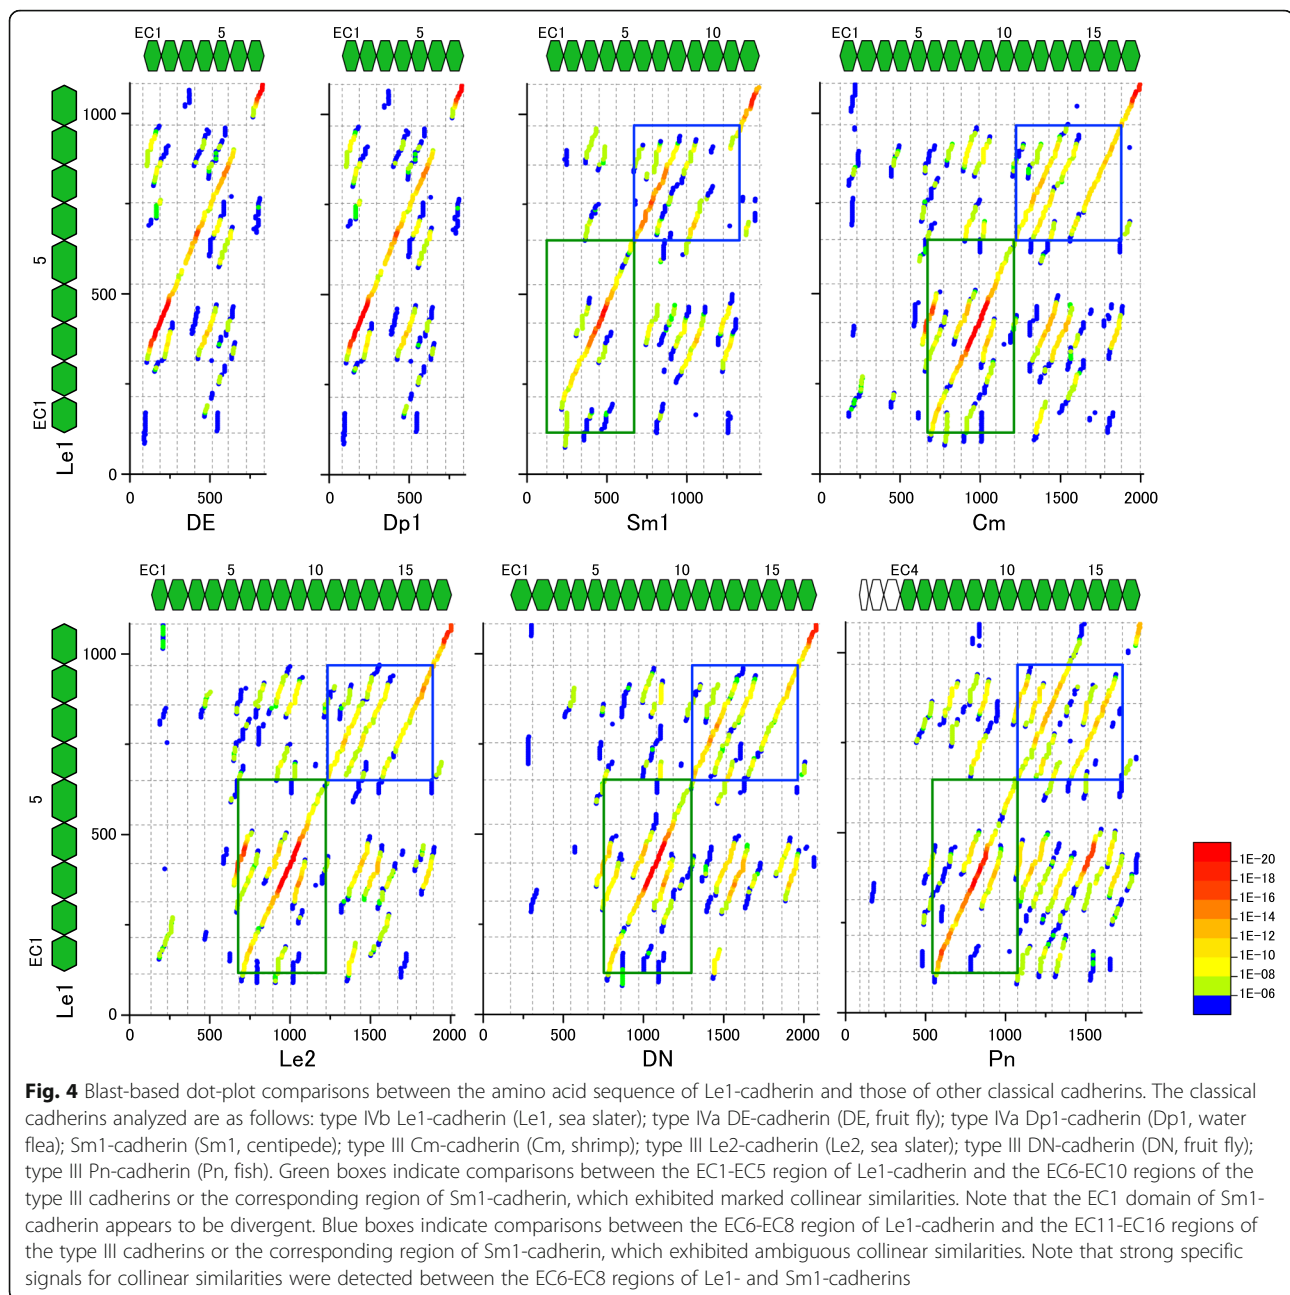 EC1 5
EC1 5
EC1 5 10
EC1 5 10 15
1000
500
0
5
EC1
Le1
0 500
DE
0 500
Dp1
0 500 1000
Sm1
0 500 1000 1500 2000
Cm
EC1 5 10 15
EC1 5 10 15
EC4 10 15
1000
500
0
5
EC1
Le1
0 500 1000 1500 2000
Le2
0 500 1000 1500 2000
DN
0 500 1000 1500
Pn
1E-20
1E-18
1E-16
1E-14
1E-12
1E-10
1E-08
1E-06
Fig. 4 Blast-based dot-plot comparisons between the amino acid sequence of Le1-cadherin and those of other classical cadherins. The classical
cadherins analyzed are as follows: type IVb Le1-cadherin (Le1, sea slater); type IVa DE-cadherin (DE, fruit fly); type IVa Dp1-cadherin (Dp1, water
flea); Sm1-cadherin (Sm1, centipede); type III Cm-cadherin (Cm, shrimp); type III Le2-cadherin (Le2, sea slater); type III DN-cadherin (DN, fruit fly);
type III Pn-cadherin (Pn, fish). Green boxes indicate comparisons between the EC1-EC5 region of Le1-cadherin and the EC6-EC10 regions of the
type III cadherins or the corresponding region of Sm1-cadherin, which exhibited marked collinear similarities. Note that the EC1 domain of Sm1-
cadherin appears to be divergent. Blue boxes indicate comparisons between the EC6-EC8 region of Le1-cadherin and the EC11-EC16 regions of
the type III cadherins or the corresponding region of Sm1-cadherin, which exhibited ambiguous collinear similarities. Note that strong specific
signals for collinear similarities were detected between the EC6-EC8 regions of Le1- and Sm1-cadherins